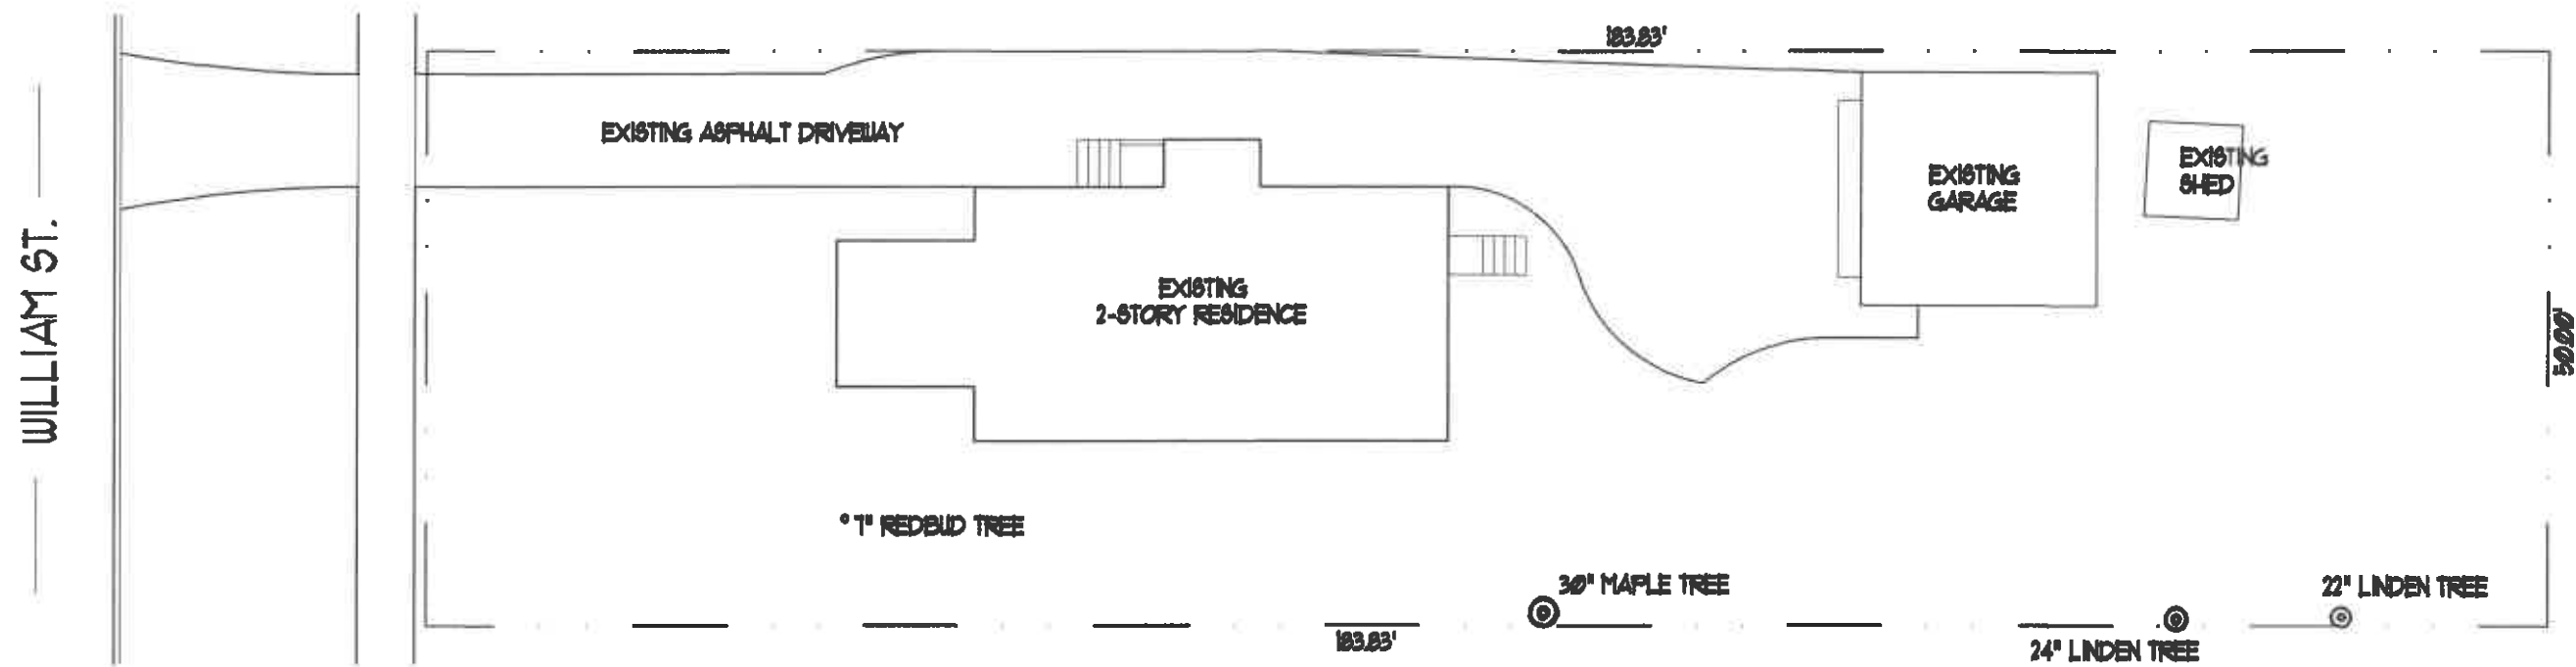 183.83'
EXISTING ASPHALT DRIVEWAY
EXISTING
SHED
EXISTING
GARAGE
WILLIAM ST.
EXISTING
2-STORY RESIDENCE
50.00'
7" REDBUD TREE
30" MAPLE TREE
22" LINDEN TREE
183.83'
24" LINDEN TREE